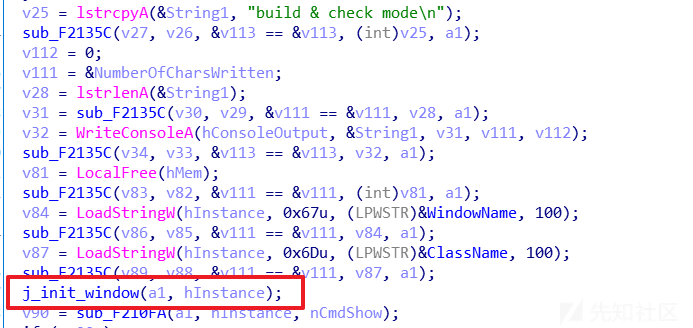 v25 = lstrcpyA(&String1, "build & check mode\n");
sub_F2135C(v27, v26, &v113 == &v113, (int)v25, a1);
v112 = 0;
v111 = &NumberOfCharsWritten;
v28 = lstrlenA(&String1);
v31 = sub_F2135C(v30, v29, &v111 == &v111, v28, a1);
v32 = WriteConsoleA(hConsoleOutput, &String1, v31, v111, v112);
sub_F2135C(v34, v33, &v113 == &v113, v32, a1);
v81 = LocalFree(hMem);
sub_F2135C(v83, v82, &v111 == &v111, (int)v81, a1);
v84 = LoadStringW(hInstance, 0x67u, (LPWSTR)&WindowName, 100);
sub_F2135C(v86, v85, &v111 == &v111, v84, a1);
v87 = LoadStringW(hInstance, 0x6Du, (LPWSTR)&ClassName, 100);
sub_F2135C(v89, v88, &v111 == &v111, v87, a1);
j_init_window(a1, hInstance);
v90 = sub_F210FA(a1, hInstance, nCmdShow);
先知社区